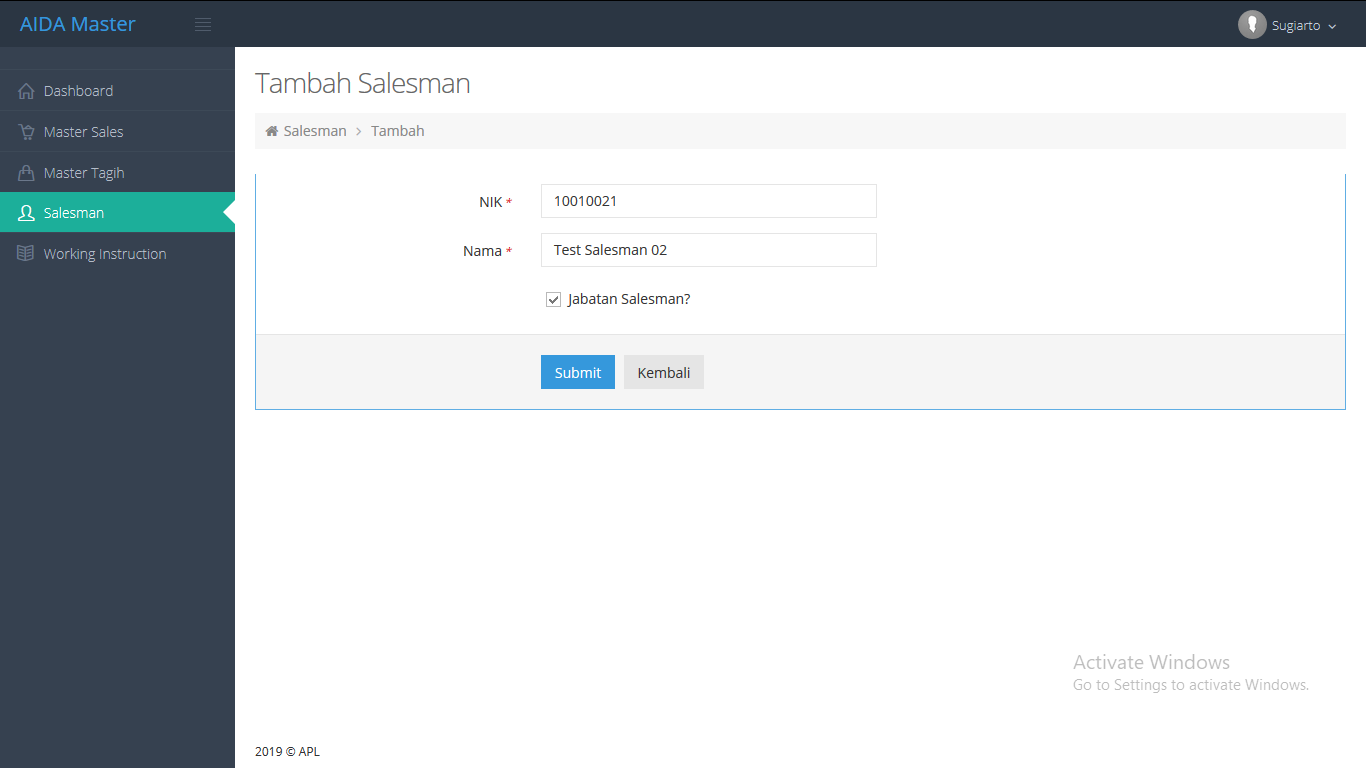 AIDA Master
Sugiarto
Dashboard
Master Sales
Master Tagih
Salesman
Working Instruction
Tambah Salesman
Salesman > Tambah
NIK * 10010021
Nama * Test Salesman 02
Jabatan Salesman?
Submit Kembali
Activate Windows
Go to Settings to activate Windows.
2019 © APL